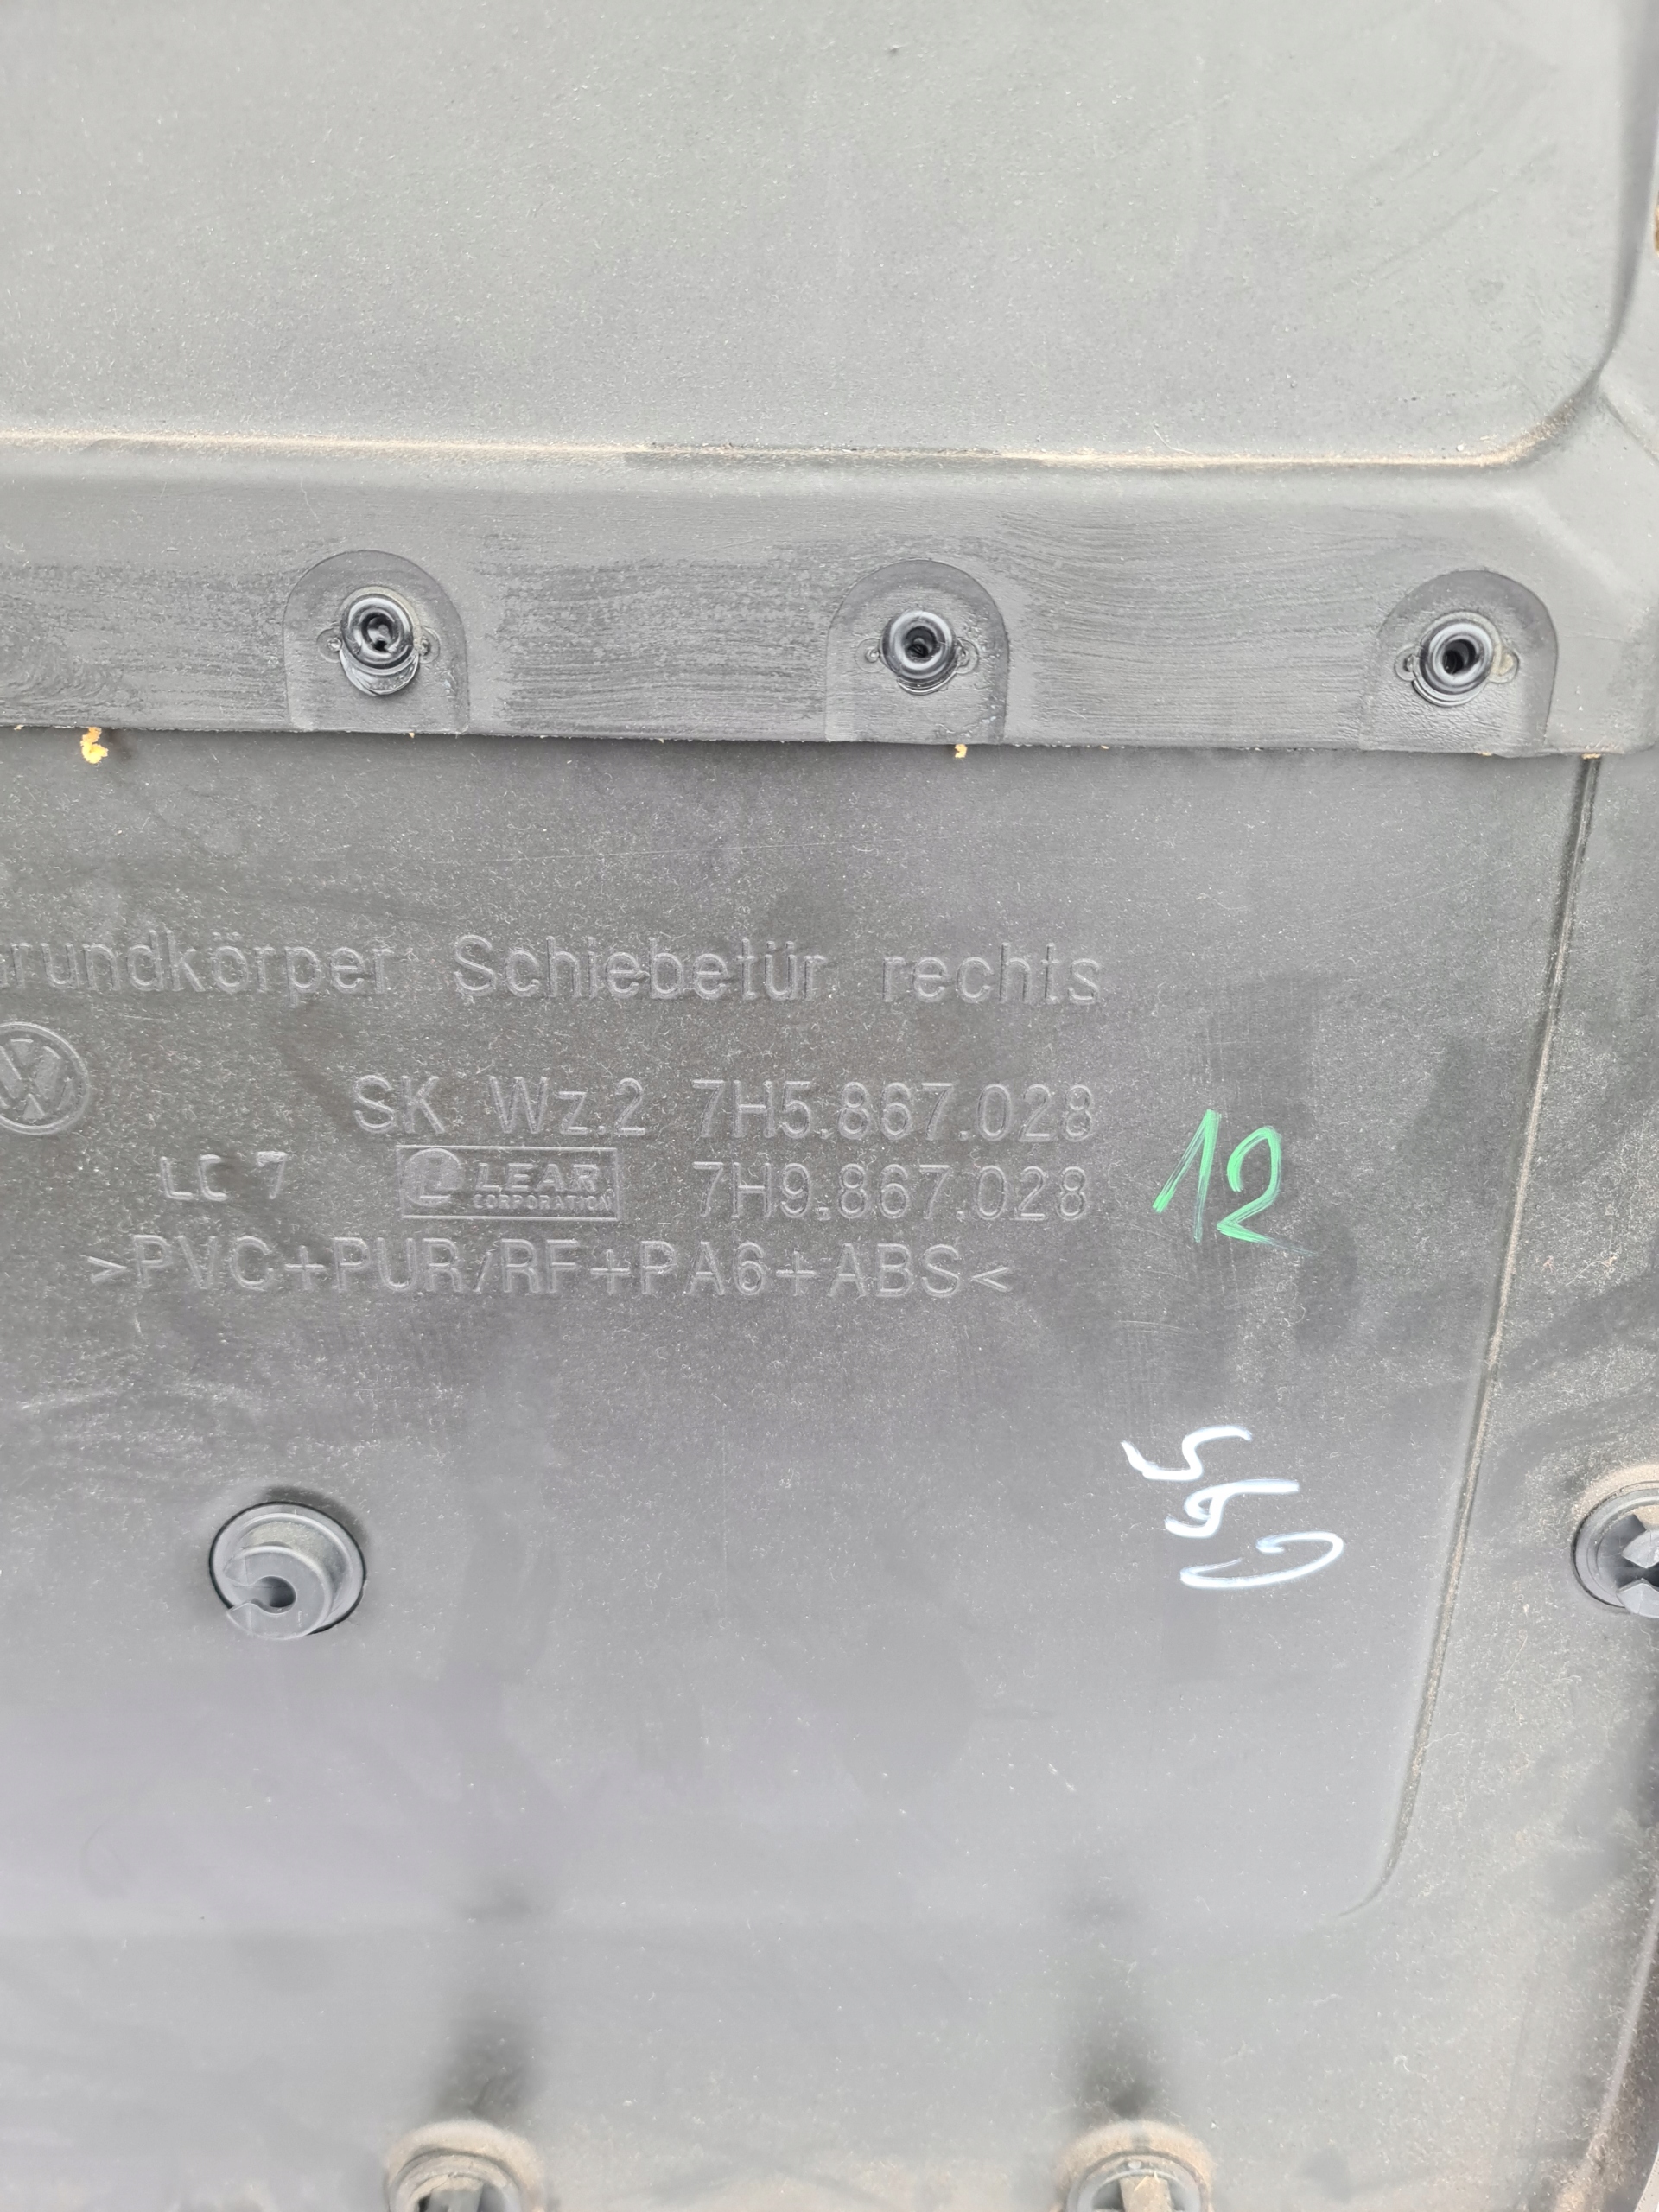 Grundkörper Schiebetür rechts
SK Wz.2 7H5.867.028
LC 7 LEAR CORPORATION 7H9.867.028
>PVC+PUR/RF+PA6+ABS<
12